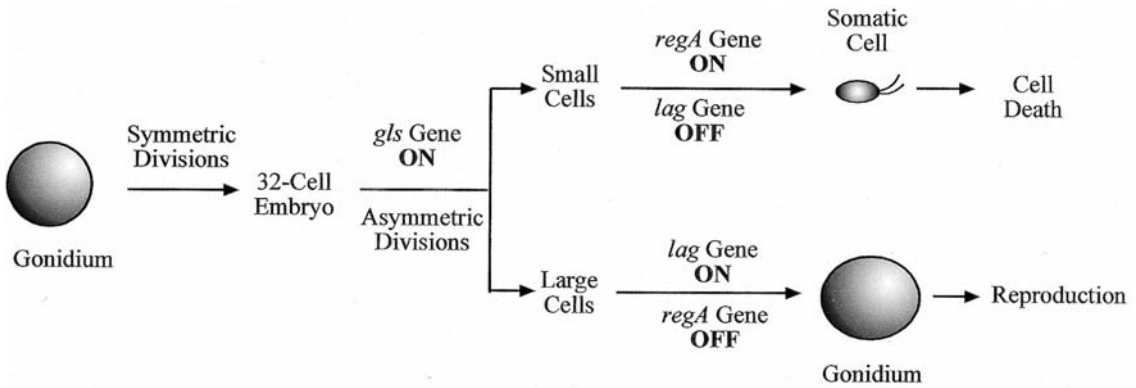 Gonidium
Symmetric
Divisions
32-Cell
Embryo
gls Gene
ON
Asymmetric
Divisions
Small
Cells
regA Gene
ON
lag Gene
OFF
Somatic
Cell
Cell
Death
Large
Cells
lag Gene
ON
regA Gene
OFF
Gonidium
Reproduction